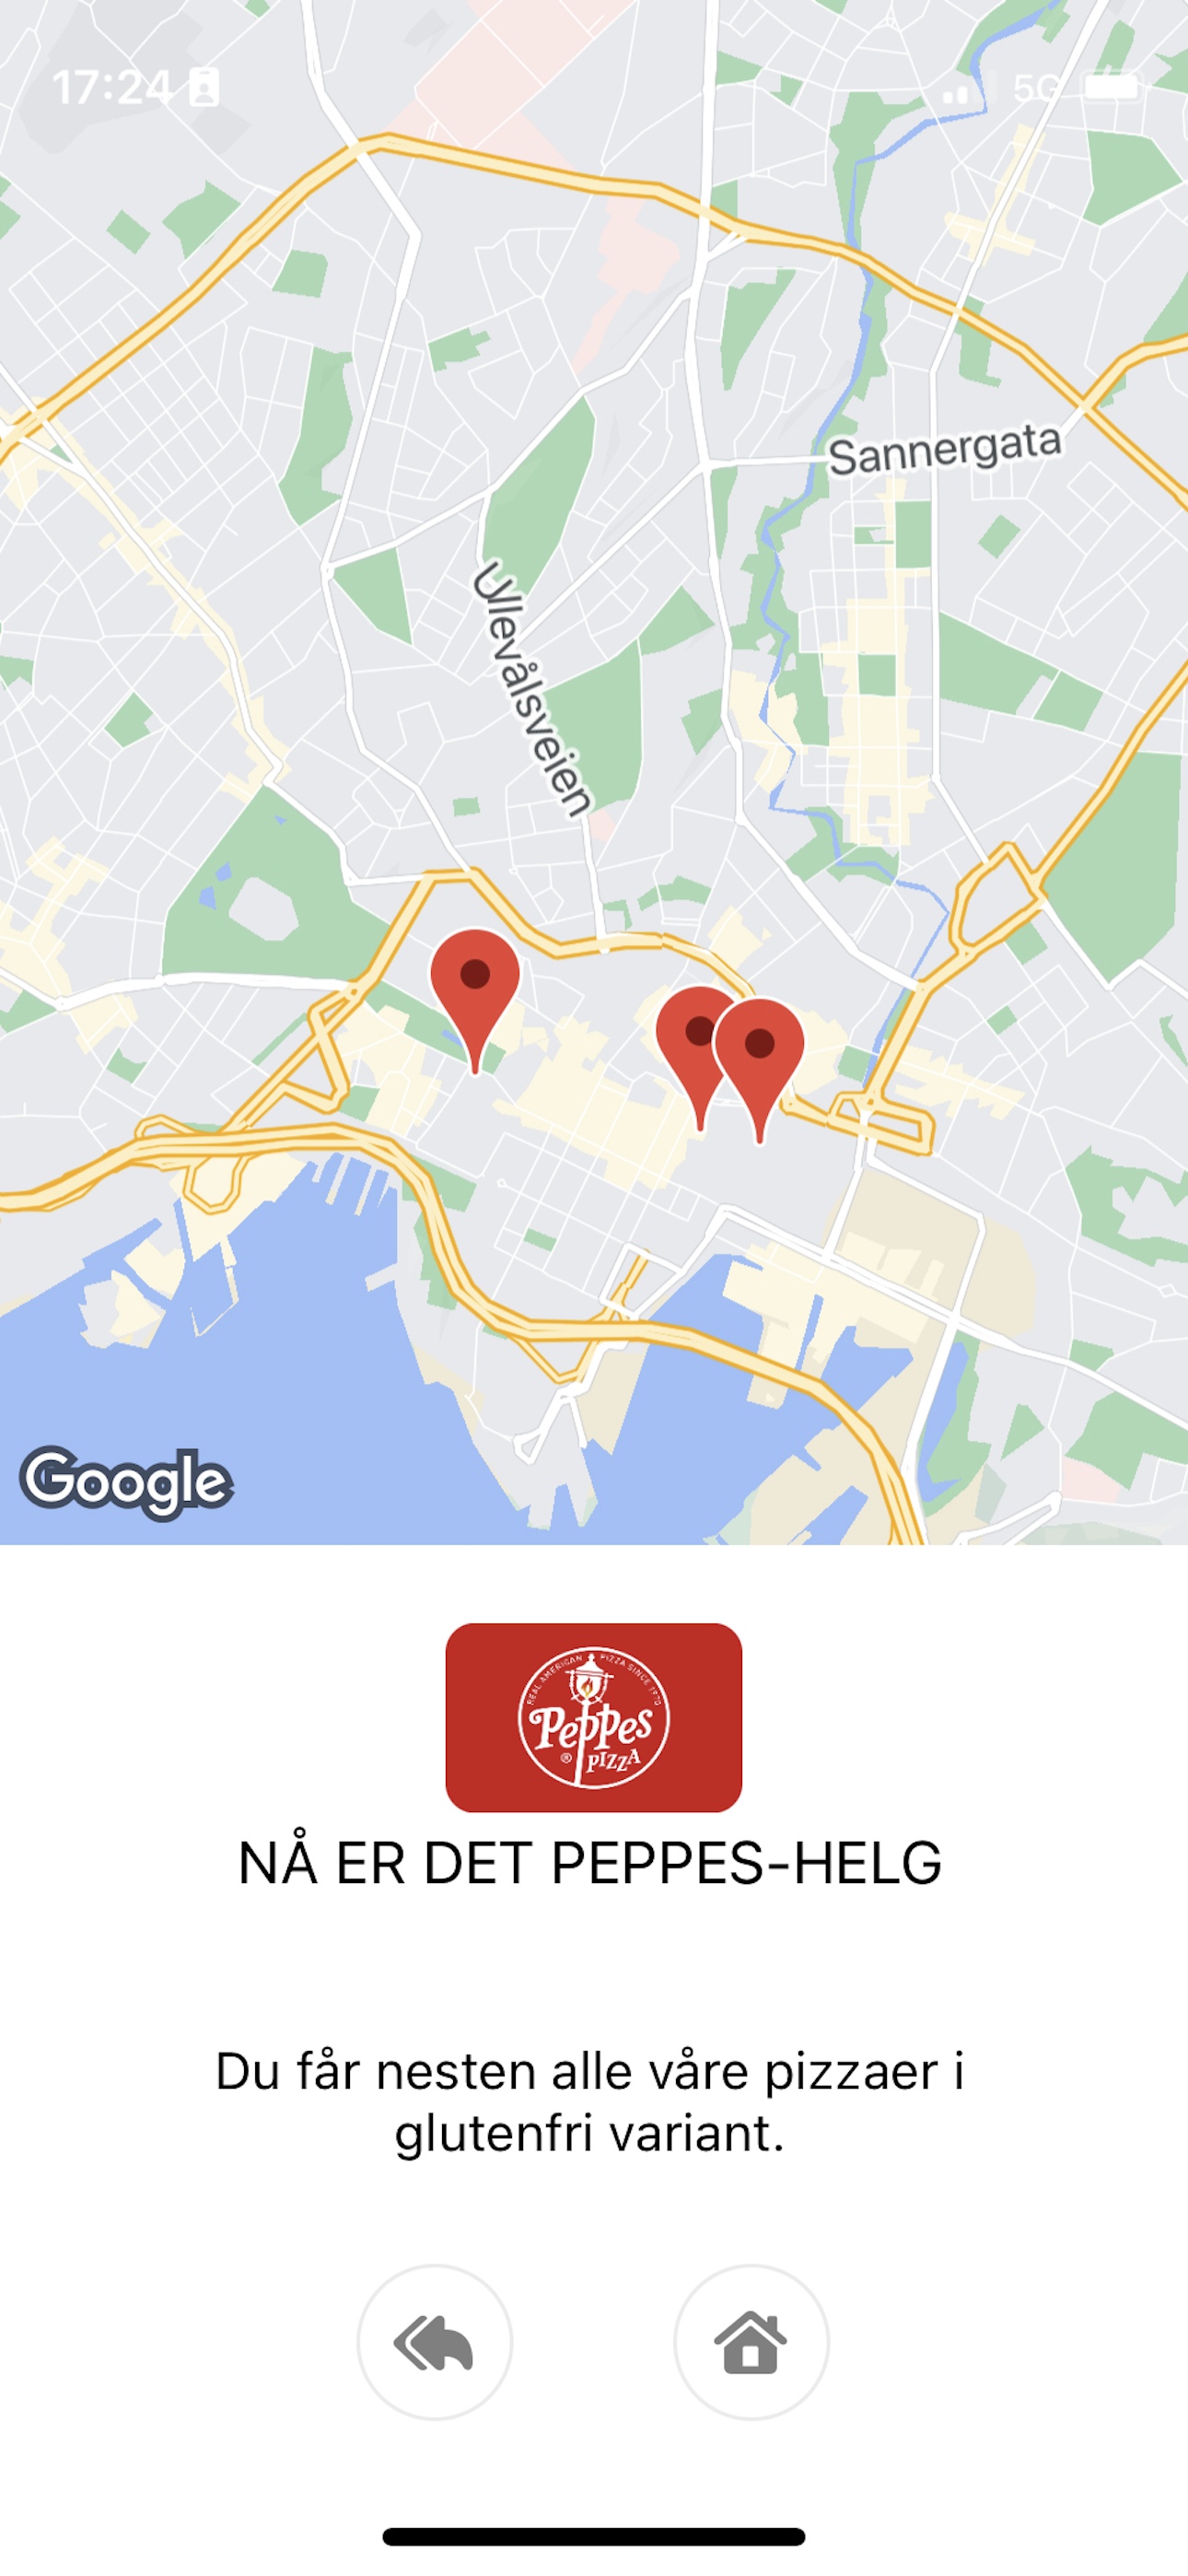 17:24
5G
Sannergata
Ullevålsveien
Google
REAL AMERICAN PIZZA SINCE 1970
Peppes
® PIZZA
NÅ ER DET PEPPES-HELG
Du får nesten alle våre pizzaer i
glutenfri variant.